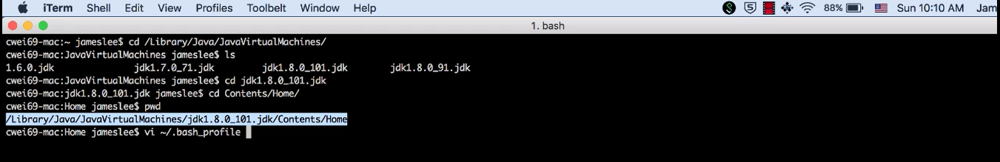 iTerm Shell Edit View Profiles Toolbelt Window Help 88% Sun 10:10 AM Jam
1. bash
cwei69-mac:~ jameslee$ cd /Library/Java/JavaVirtualMachines/
cwei69-mac:JavaVirtualMachines jameslee$ ls
1.6.0.jdk jdk1.7.0_71.jdk jdk1.8.0_101.jdk jdk1.8.0_91.jdk
cwei69-mac:JavaVirtualMachines jameslee$ cd jdk1.8.0_101.jdk
cwei69-mac:jdk1.8.0_101.jdk jameslee$ cd Contents/Home/
cwei69-mac:Home jameslee$ pwd
/Library/Java/JavaVirtualMachines/jdk1.8.0_101.jdk/Contents/Home
cwei69-mac:Home jameslee$ vi ~/.bash_profile